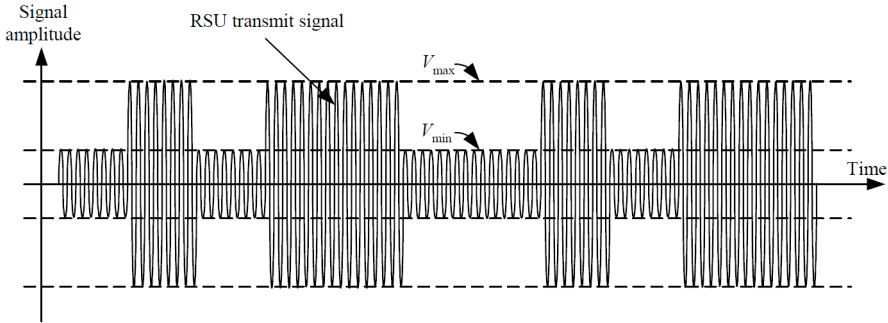 Signal
amplitude
RSU transmit signal
Vmax
Vmin
Time